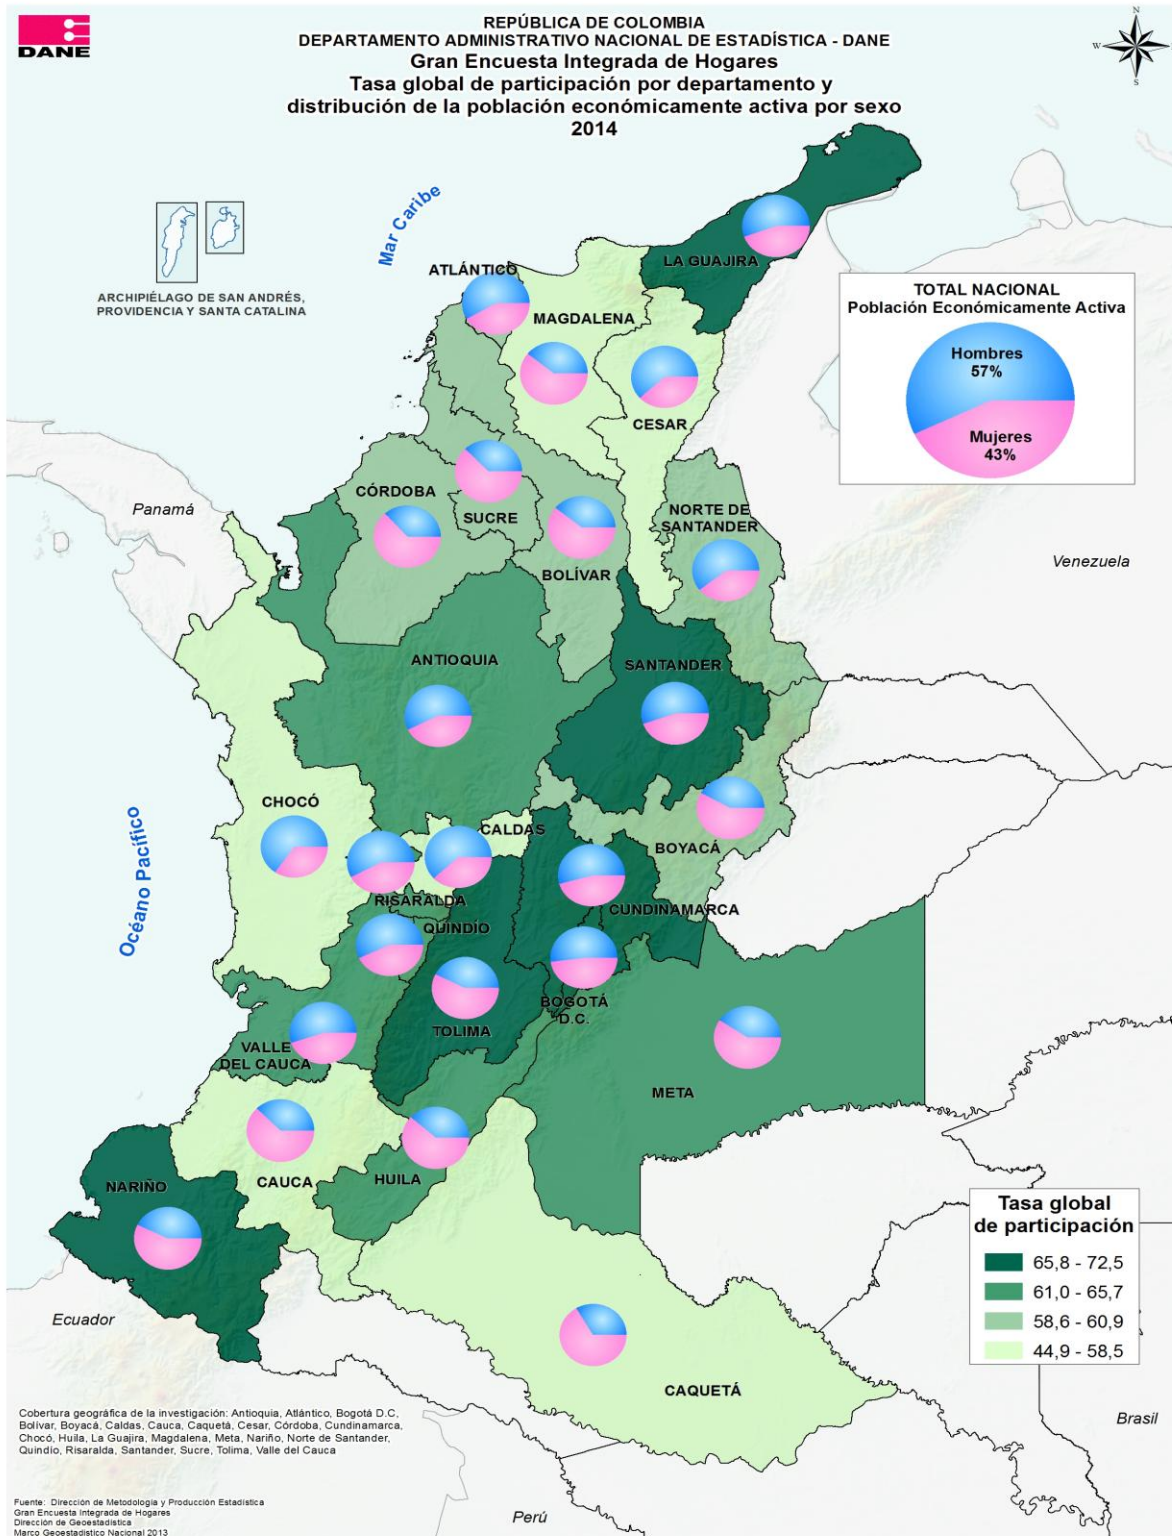 DANE
REPÚBLICA DE COLOMBIA
DEPARTAMENTO ADMINISTRATIVO NACIONAL DE ESTADÍSTICA - DANE
Gran Encuesta Integrada de Hogares
Tasa global de participación por departamento y
distribución de la población económicamente activa por sexo
2014
N
W
E
S
Mar Caribe
ARCHIPIÉLAGO DE SAN ANDRÉS,
PROVIDENCIA Y SANTA CATALINA
LA GUAJIRA
ATLÁNTICO
MAGDALENA
CESAR
TOTAL NACIONAL
Población Económicamente Activa
Hombres
57%
Mujeres
43%
Panamá
CÓRDOBA
SUCRE
BOLÍVAR
NORTE DE
SANTANDER
Venezuela
ANTIOQUIA
SANTANDER
Océano Pacífico
CHOCÓ
CALDAS
BOYACÁ
RISARALDA
CUNDINAMARCA
QUINDÍO
BOGOTÁ
D.C.
TOLIMA
VALLE
DEL CAUCA
META
CAUCA
HUILA
NARIÑO
Ecuador
CAQUETÁ
Tasa global
de participación
65,8 - 72,5
61,0 - 65,7
58,6 - 60,9
44,9 - 58,5
Brasil
Perú
Cobertura geográfica de la investigación: Antioquia, Atlántico, Bogotá D.C,
Bolívar, Boyacá, Caldas, Cauca, Caquetá, Cesar, Córdoba, Cundinamarca,
Chocó, Huila, La Guajira, Magdalena, Meta, Nariño, Norte de Santander,
Quindío, Risaralda, Santander, Sucre, Tolima, Valle del Cauca
Fuente: Dirección de Metodología y Producción Estadística
Gran Encuesta Integrada de Hogares
Dirección de Geoestadística
Marco Geoestadístico Nacional 2013